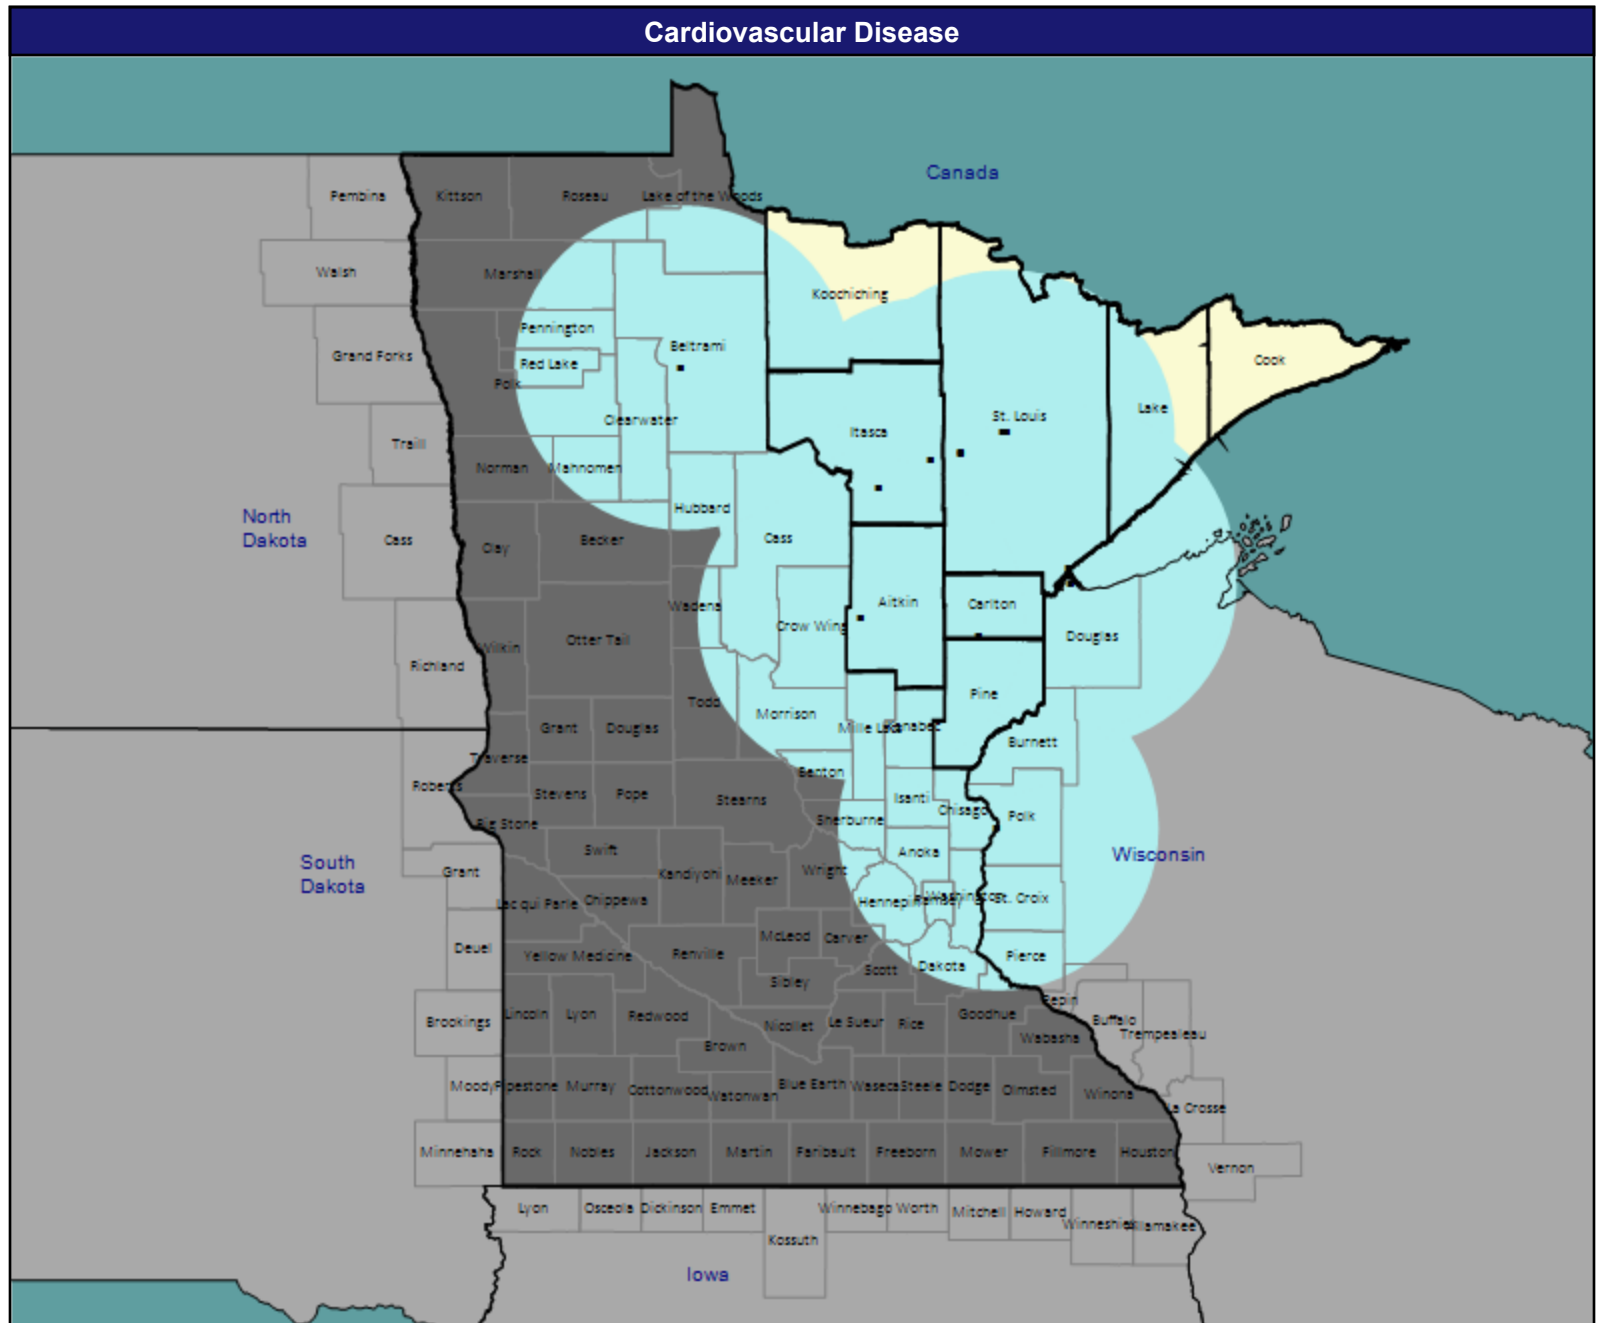 Cardiovascular Disease
Canada
Pembina
Kittson
Roseau
Lake of the Woods
Walsh
Marshall
Koochiching
Pennington
Beltrami
Grand Forks
Red Lake
Cook
Polk
Lake
Clearwater
St. Louis
Itasca
Traill
Norman
Mahnomen
Hubbard
North
Dakota
Cass
Cass
Clay
Becker
Wadena
Aitkin
Carlton
Crow Wing
Douglas
Otter Tail
Wilkin
Richland
Pine
Todd
Morrison
Grant
Douglas
Mille Lacs
Kanabec
Burnett
Traverse
Benton
Roberts
Stevens
Pope
Stearns
Isanti
Chisago
Polk
Big Stone
Sherburne
Swift
Anoka
Wisconsin
South
Dakota
Grant
Kandiyohi
Meeker
Wright
Lac qui Parle
Chippewa
Hennepin
Ramsey
Washington
St. Croix
Deuel
Yellow Medicine
Renville
McLeod
Carver
Scott
Dakota
Pierce
Sibley
Pepin
Brookings
Lincoln
Lyon
Redwood
Nicollet
Le Sueur
Rice
Goodhue
Wabasha
Buffalo
Trempealeau
Brown
Moody
Pipestone
Murray
Cottonwood
Watonwan
Blue Earth
Waseca
Steele
Dodge
Olmsted
Winona
La Crosse
Minnehaha
Rock
Nobles
Jackson
Martin
Faribault
Freeborn
Mower
Fillmore
Houston
Vernon
Lyon
Osceola
Dickinson
Emmet
Winnebago
Worth
Mitchell
Howard
Kossuth
Iowa